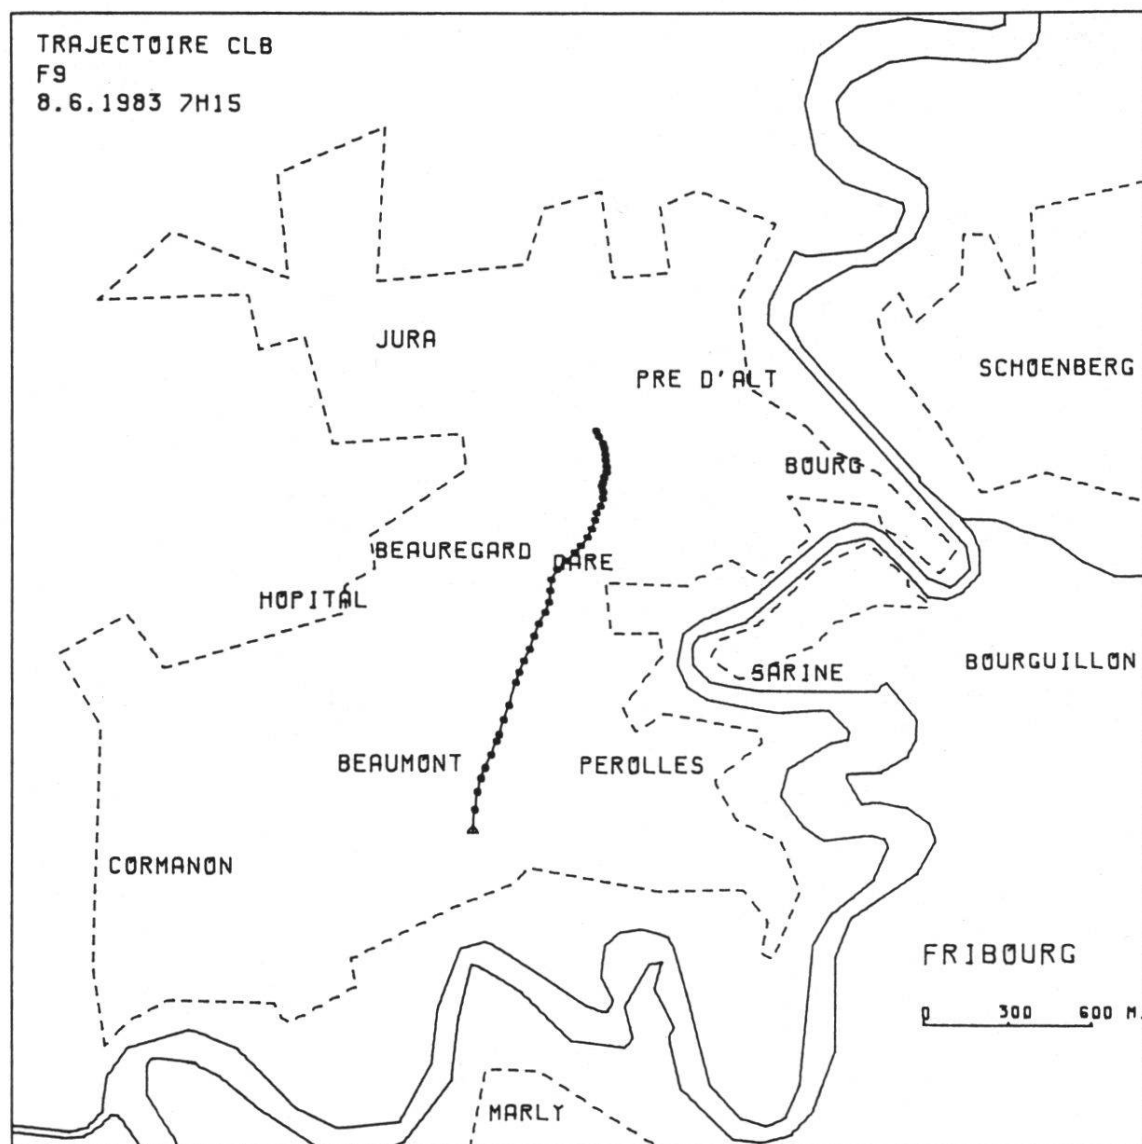 TRAJECTOIRE CLB
F9
8.6.1983 7H15
JURA
SCHOENBERG
PRE D'ALT
BOURG
BEAUREGARD
DARE
HOPITAL
BOURGUILLON
SARINE
BEAUMONT
PEROLLES
CORMANON
FRIBOURG
0 300 600 M.
MARLY